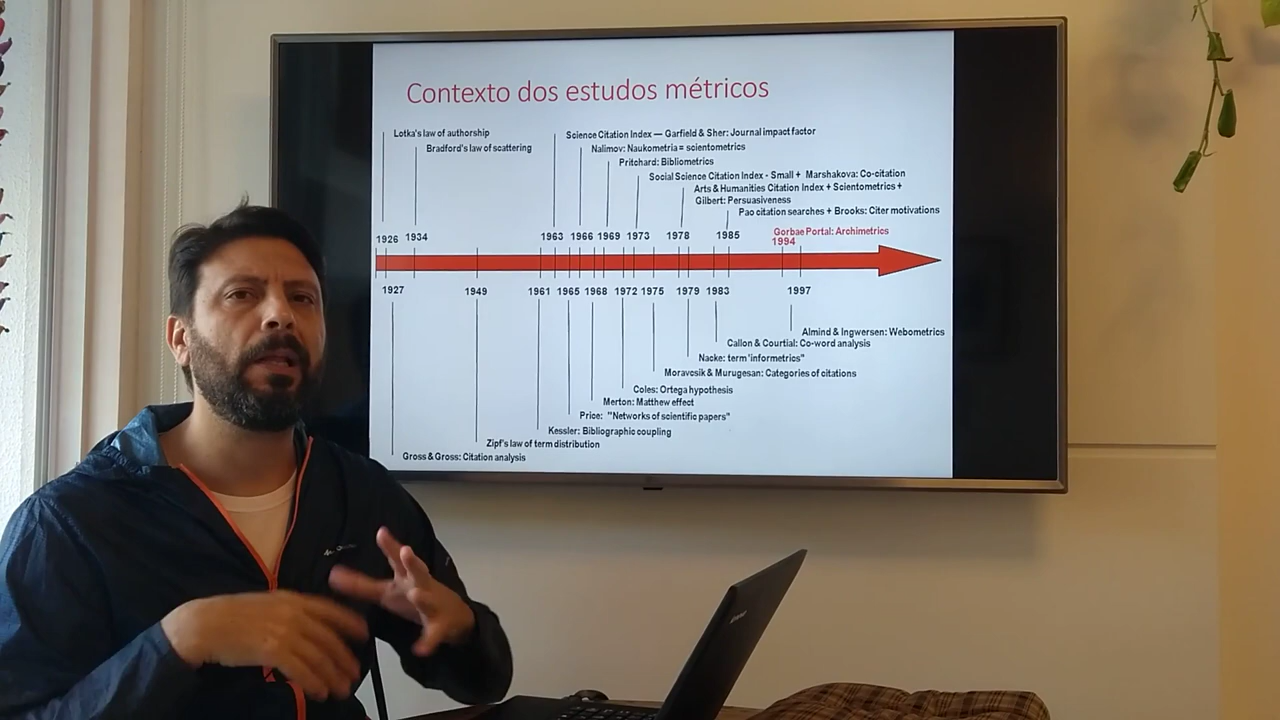 Contexto dos estudos métricos
Lotka's law of authorship
Bradford's law of scattering
Science Citation Index — Garfield & Sher: Journal impact factor
Nalimov: Naukometria = scientometrics
Pritchard: Bibliometrics
Social Science Citation Index - Small + Marshakova: Co-citation
Arts & Humanities Citation Index + Scientometrics +
Gilbert: Persuasiveness
Pao citation searches + Brooks: Citer motivations
Gorbae Portal: Archimetrics
1926 1934 1963 1966 1969 1973 1978 1985 1994
1927 1949 1961 1965 1968 1972 1975 1979 1983 1997
Almind & Ingwersen: Webometrics
Callon & Courtial: Co-word analysis
Nacke: term 'informetrics"
Moravcsik & Murugesan: Categories of citations
Coles: Ortega hypothesis
Merton: Matthew effect
Price: "Networks of scientific papers"
Kessler: Bibliographic coupling
Zipf's law of term distribution
Gross & Gross: Citation analysis